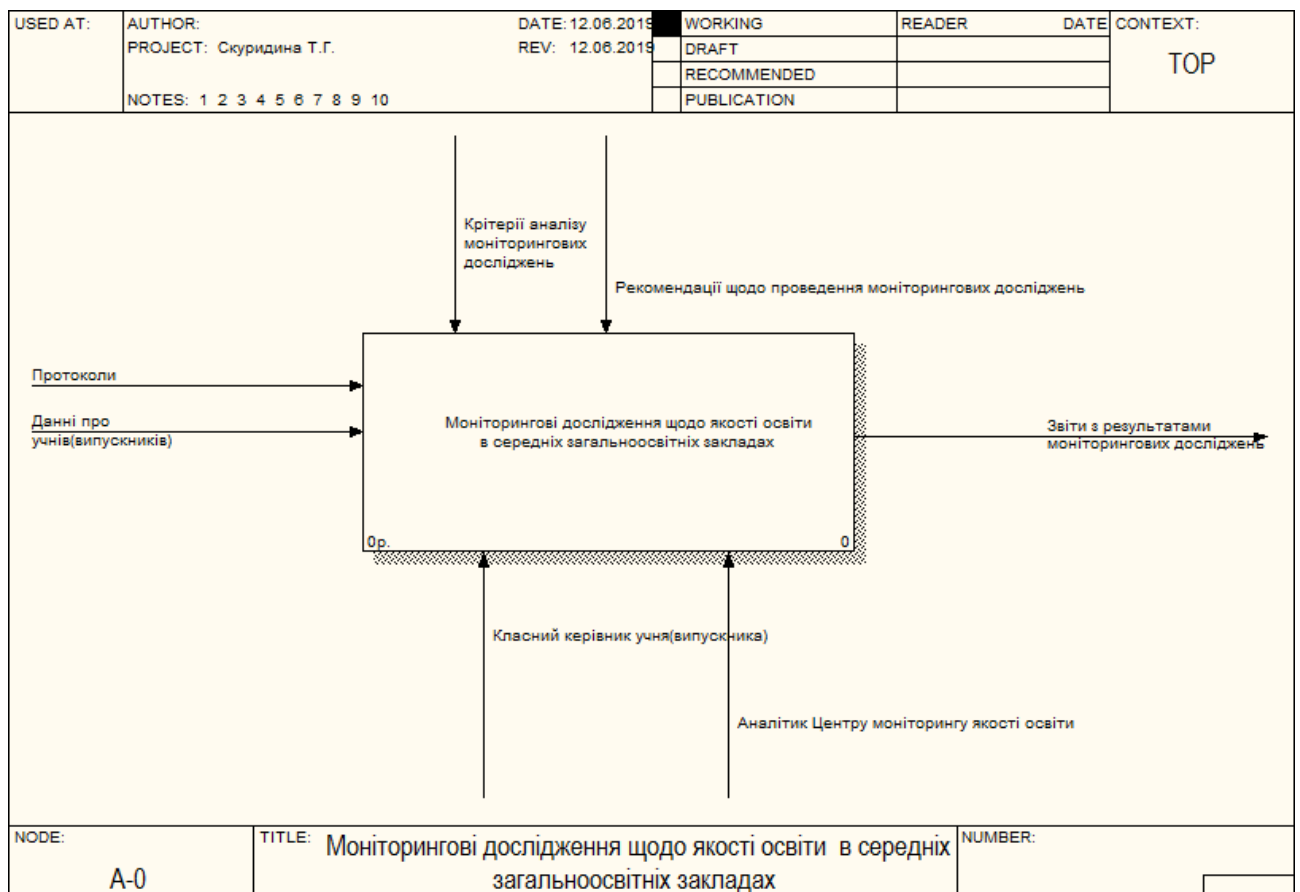 USED AT:
AUTHOR:
DATE: 12.06.2019
WORKING
READER
DATE
CONTEXT:
PROJECT: Скуридина Т.Г.
REV: 12.06.2019
DRAFT
TOP
RECOMMENDED
NOTES: 1 2 3 4 5 6 7 8 9 10
PUBLICATION
Крітерії аналізу
моніторингових
досліджень
Рекомендації щодо проведення моніторингових досліджень
Протоколи
Данні про
учнів(випускників)
Моніторингові дослідження щодо якості освіти
в середніх загальноосвітніх закладах
Звіти з результатами
моніторингових досліджень
0р.
0
Класний керівник учня(випускника)
Аналітик Центру моніторингу якості освіти
NODE:
A-0
TITLE:
Моніторингові дослідження щодо якості освіти в середніх
загальноосвітніх закладах
NUMBER: